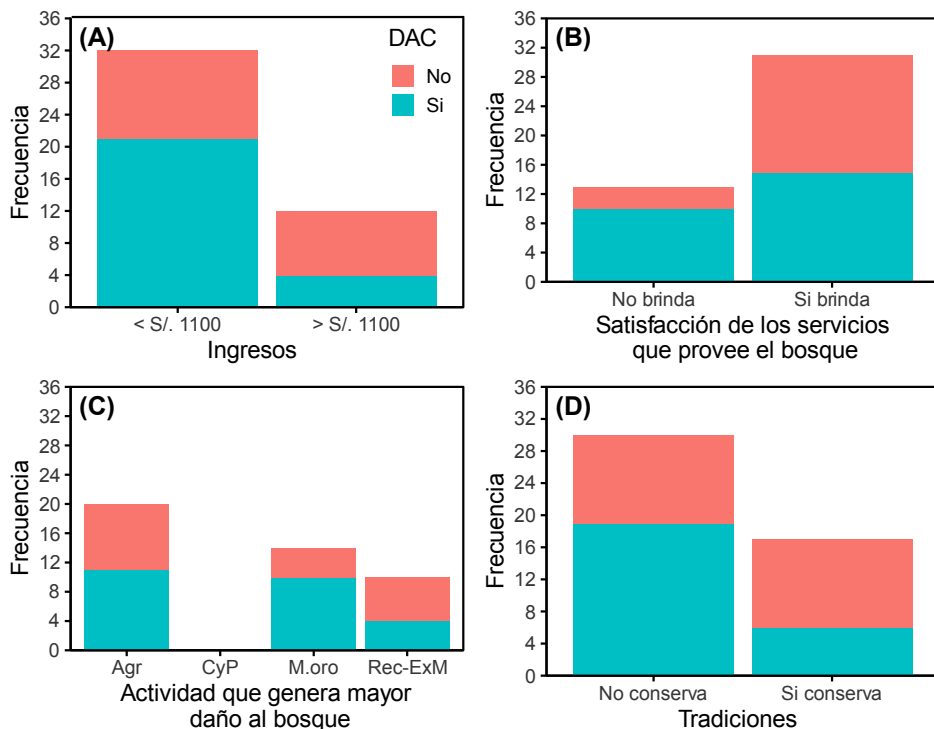 (A)
DAC
No
Si
Frecuencia
36
32
28
24
20
16
12
8
4
0
< S/. 1100
> S/. 1100
Ingresos
(B)
Frecuencia
36
32
28
24
20
16
12
8
4
0
No brinda
Si brinda
Satisfacción de los servicios
que provee el bosque
(C)
Frecuencia
36
32
28
24
20
16
12
8
4
0
Agr
CyP
M.oro
Rec-ExM
Actividad que genera mayor
daño al bosque
(D)
Frecuencia
36
32
28
24
20
16
12
8
4
0
No conserva
Si conserva
Tradiciones